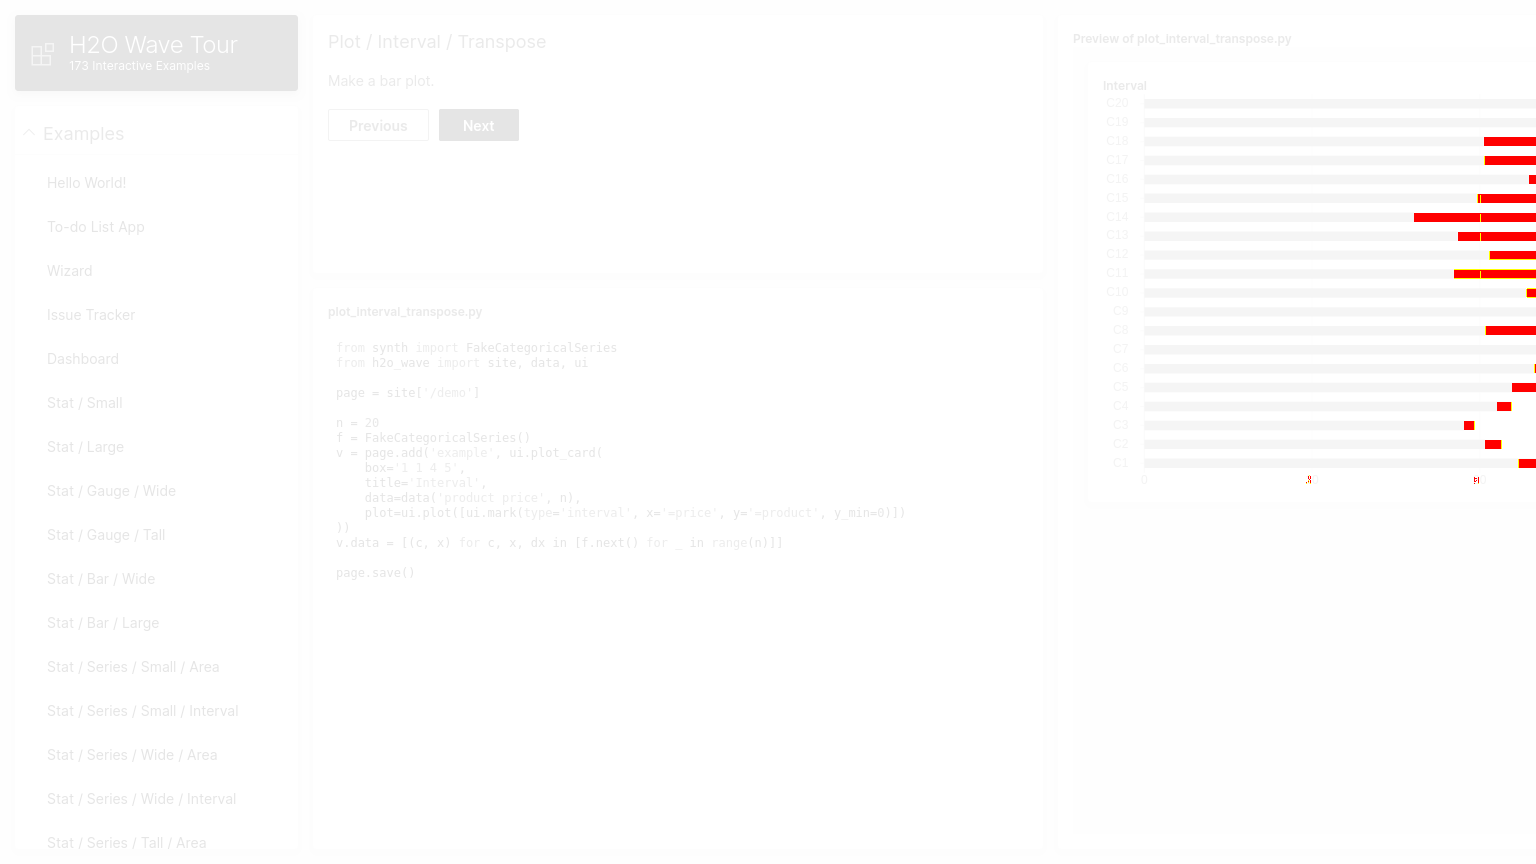 H2O Wave Tour
173 Interactive Examples
Examples
Hello World!
To-do List App
Wizard
Issue Tracker
Dashboard
Stat / Small
Stat / Large
Stat / Gauge / Wide
Stat / Gauge / Tall
Stat / Bar / Wide
Stat / Bar / Large
Stat / Series / Small / Area
Stat / Series / Small / Interval
Stat / Series / Wide / Area
Stat / Series / Wide / Interval
Stat / Series / Tall / Area
Plot / Interval / Transpose
Make a bar plot.
Previous
Next
plot_interval_transpose.py
from synth import FakeCategoricalSeries
from h2o_wave import site, data, ui
page = site['/demo']
n = 20
f = FakeCategoricalSeries()
v = page.add('example', ui.plot_card(
    box='1 1 4 5',
    title='Interval',
    data=data('product price', n),
    plot=ui.plot([ui.mark(type='interval', x='=price', y='=product', y_min=0)])
))
v.data = [(c, x) for c, x, dx in [f.next() for _ in range(n)]]
page.save()
Preview of plot_interval_transpose.py
Interval
C20
C19
C18
C17
C16
C15
C14
C13
C12
C11
C10
C9
C8
C7
C6
C5
C4
C3
C2
C1
0